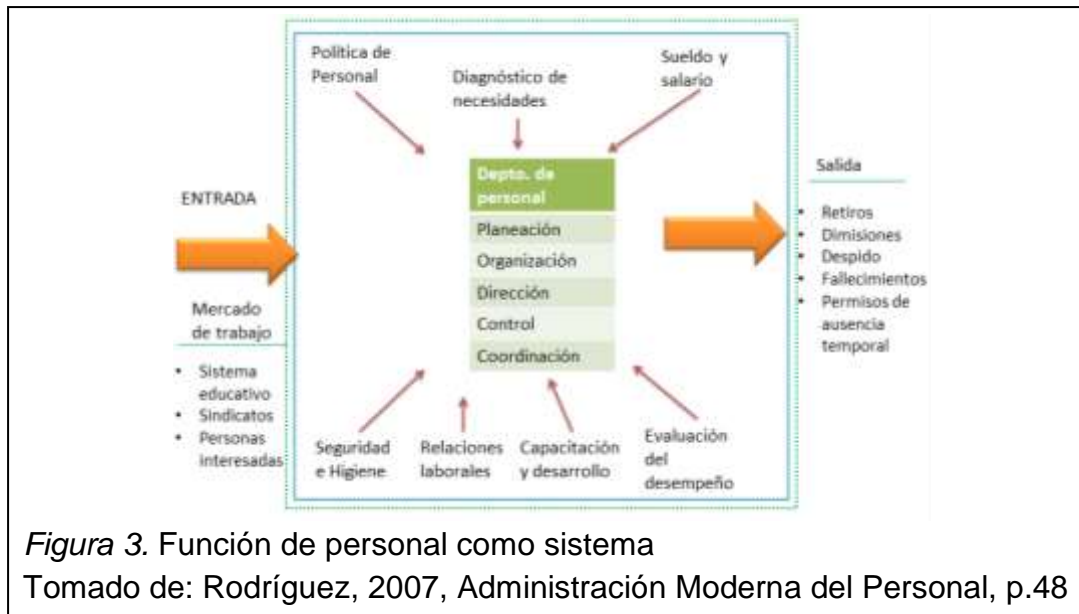 Política de
Personal
Diagnóstico de
necesidades
Sueldo y
salario
ENTRADA
Mercado
de trabajo
• Sistema
educativo
• Sindicatos
• Personas
interesadas
Depto. de
personal
Planeación
Organización
Dirección
Control
Coordinación
Seguridad
e Higiene
Relaciones
laborales
Capacitación
y desarrollo
Evaluación
del
desempeño
Salida
• Retiros
• Dimisiones
• Despido
• Fallecimientos
• Permisos de
ausencia
temporal
Figura 3. Función de personal como sistema
Tomado de: Rodríguez, 2007, Administración Moderna del Personal, p.48